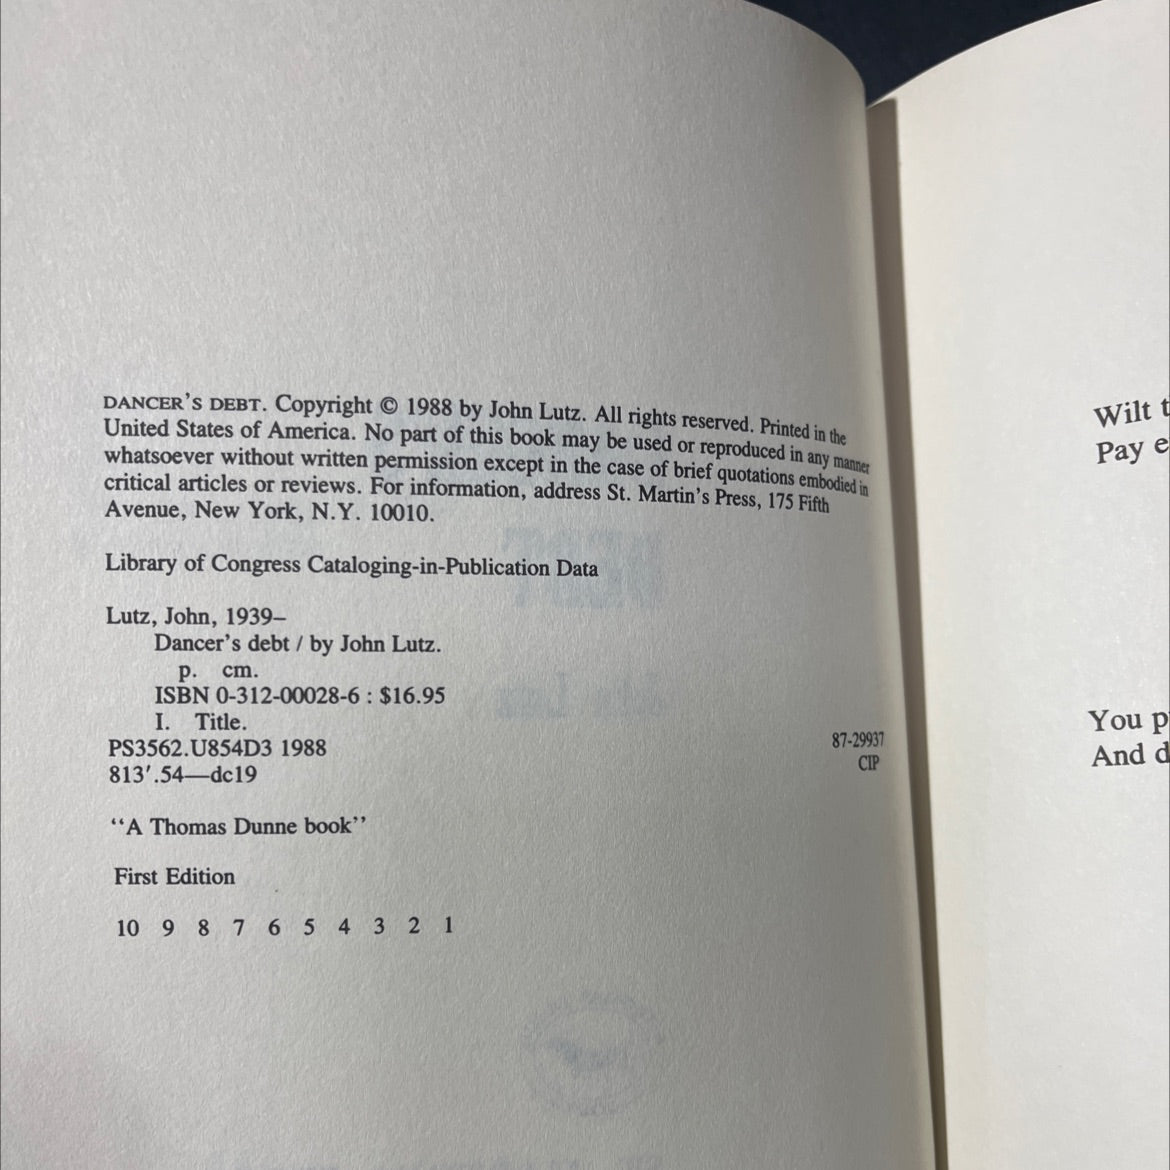 DANCER'S DEBT. Copyright © 1988 by John Lutz. All rights reserved. Printed in the
United States of America. No part of this book may be used or reproduced in any manner
whatsoever without written permission except in the case of brief quotations embodied in
critical articles or reviews. For information, address St. Martin's Press, 175 Fifth
Avenue, New York, N.Y. 10010.
Library of Congress Cataloging-in-Publication Data
Lutz, John, 1939–
Dancer's debt / by John Lutz.
p. cm.
ISBN 0-312-00028-6 : $16.95
I. Title.
PS3562.U854D3 1988
813′.54—dc19
87-29937
CIP
‘‘A Thomas Dunne book’’
First Edition
10 9 8 7 6 5 4 3 2 1
Wilt t
Pay e
You p
And d